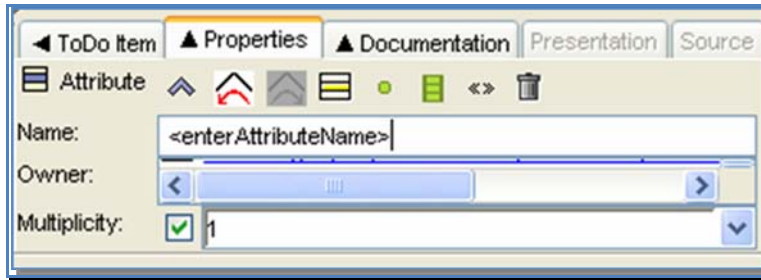 ToDo Item Properties Documentation Presentation Source
Attribute
Name: <enterAttributeName>
Owner:
Multiplicity: 1